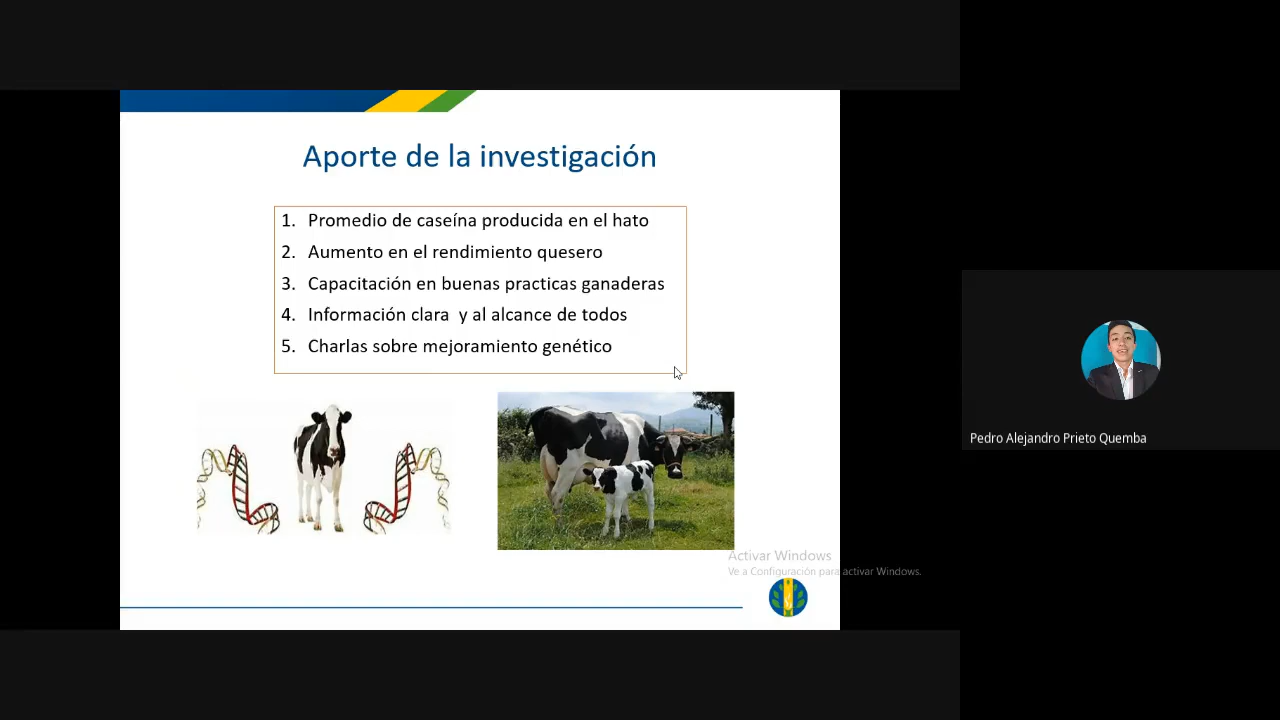 Aporte de la investigación
1. Promedio de caseína producida en el hato
2. Aumento en el rendimiento quesero
3. Capacitación en buenas practicas ganaderas
4. Información clara  y al alcance de todos
5. Charlas sobre mejoramiento genético
Pedro Alejandro Prieto Quemba
Activar Windows
Ve a Configuración para activar Windows.